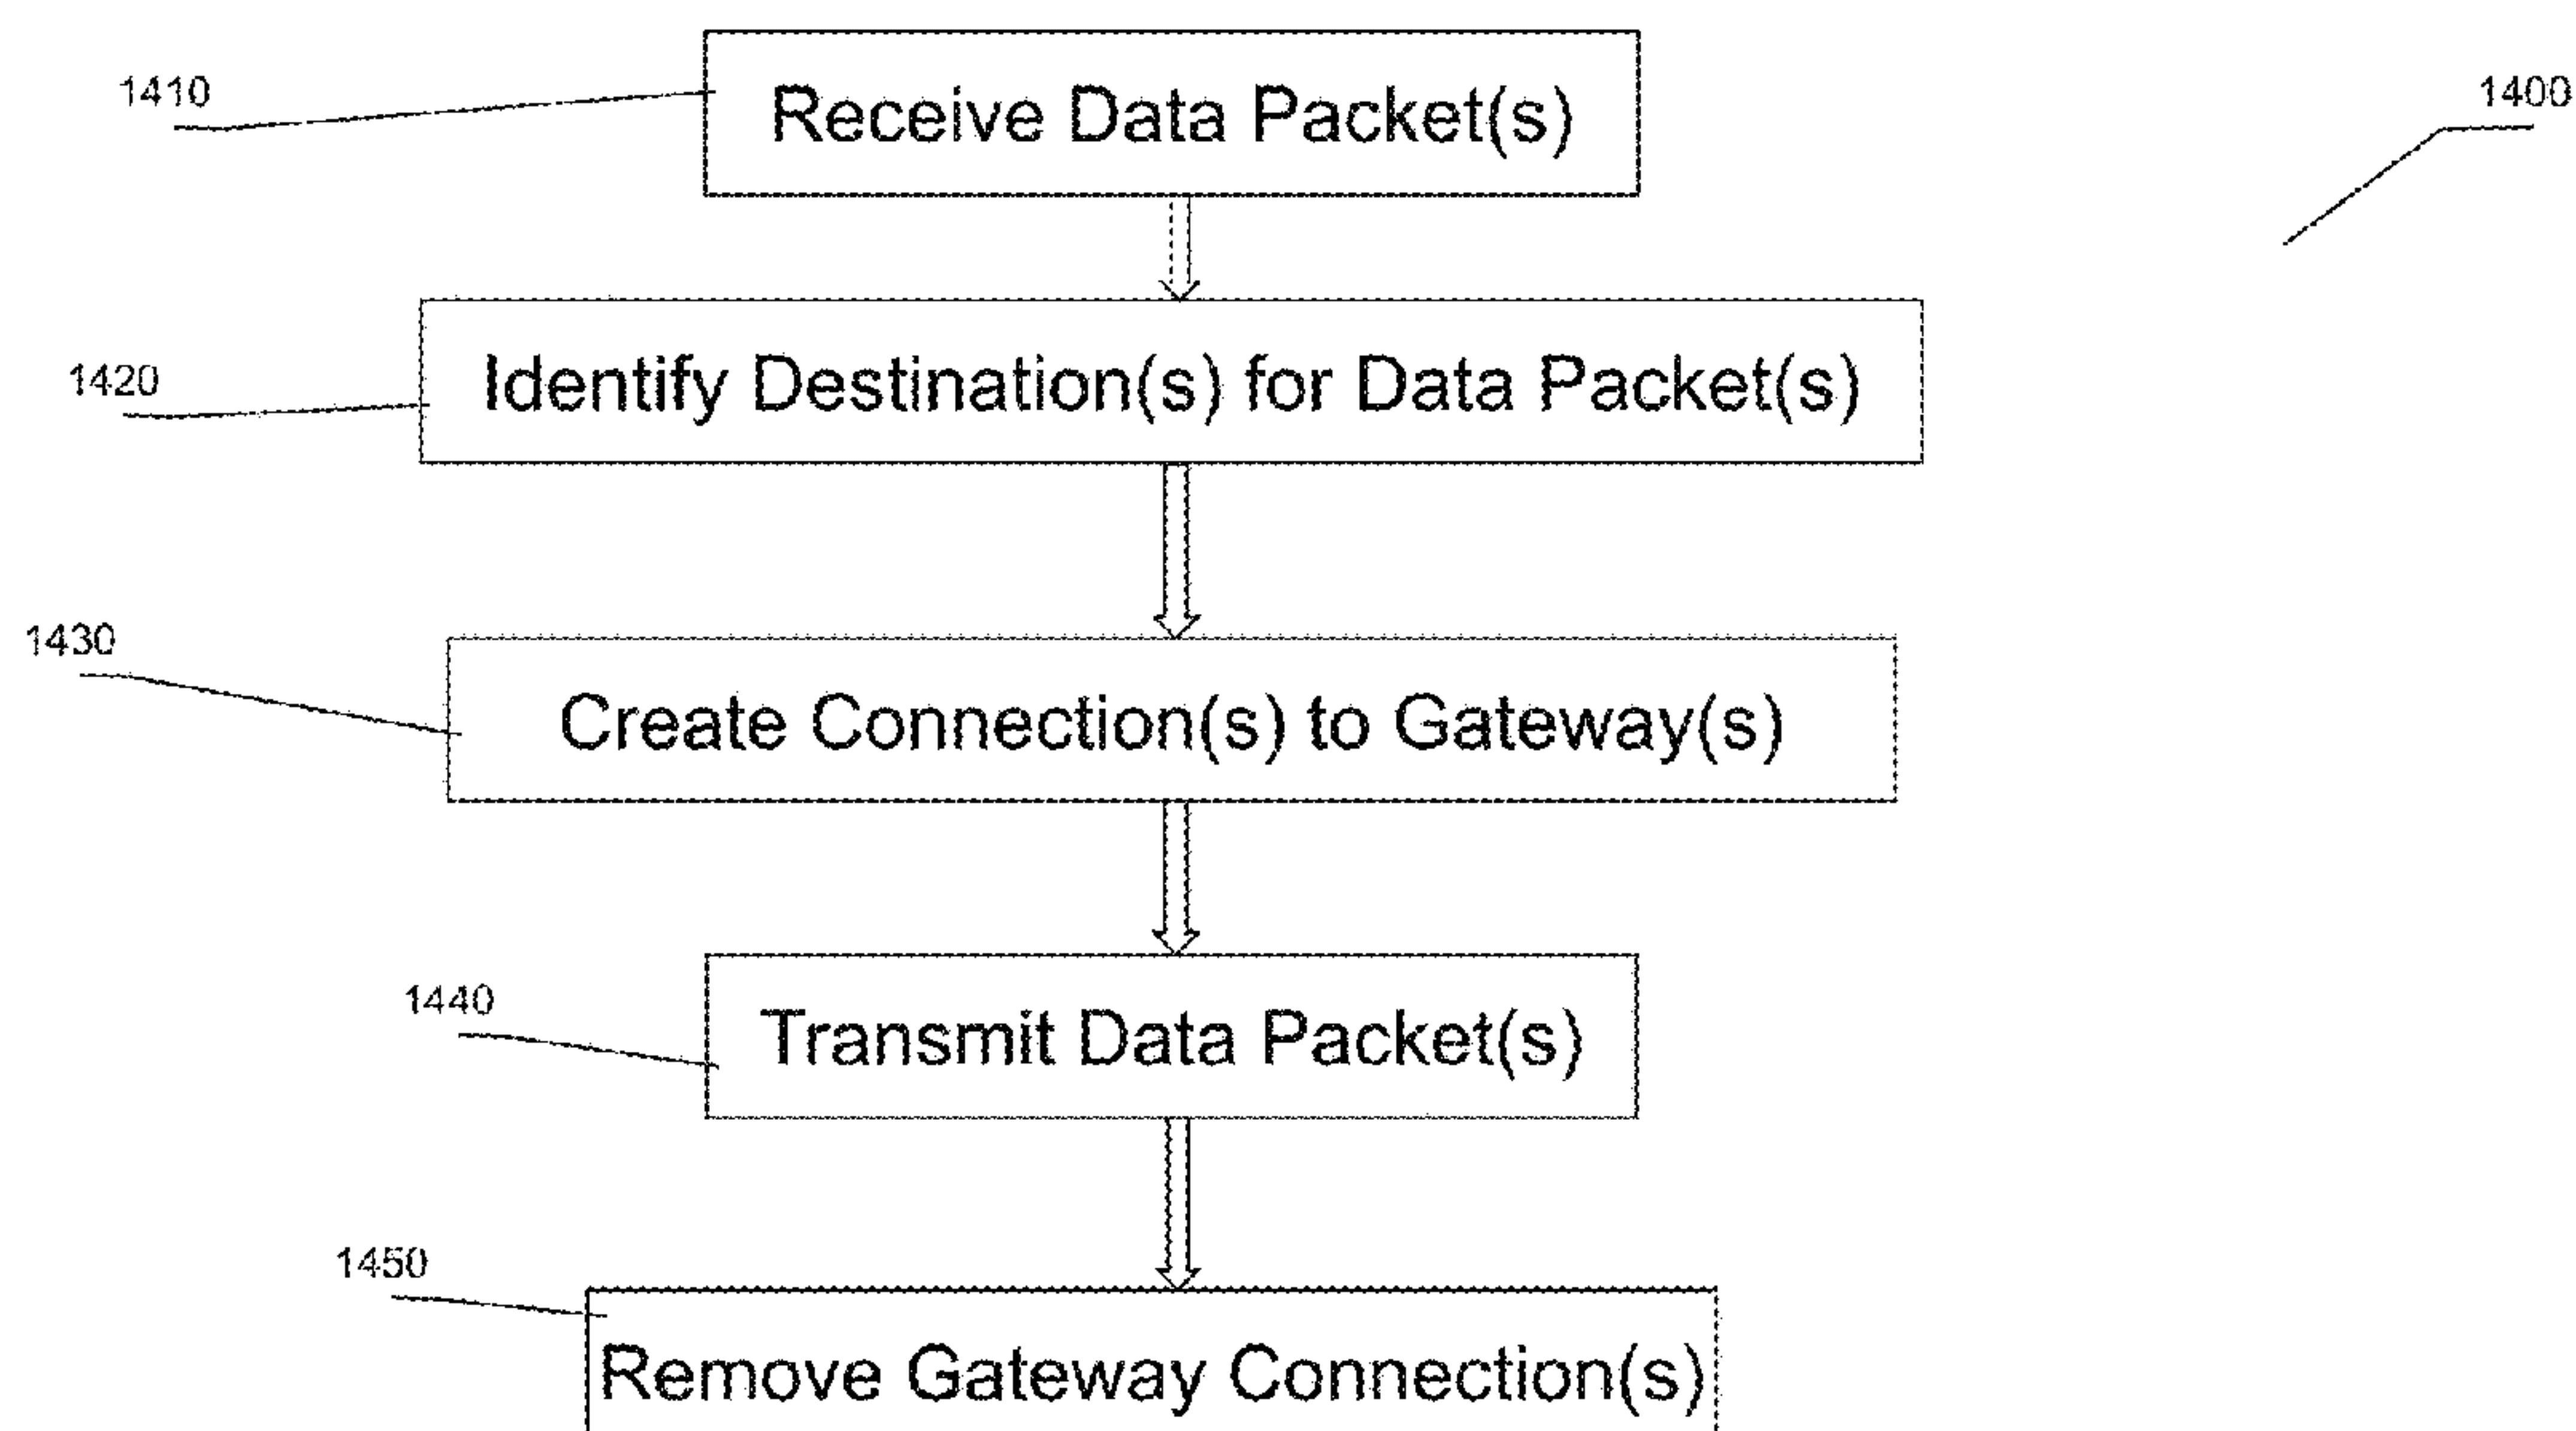 1410
Receive Data Packet(s)
1400
1420
Identify Destination(s) for Data Packet(s)
1430
Create Connection(s) to Gateway(s)
1440
Transmit Data Packet(s)
1450
Remove Gateway Connection(s)